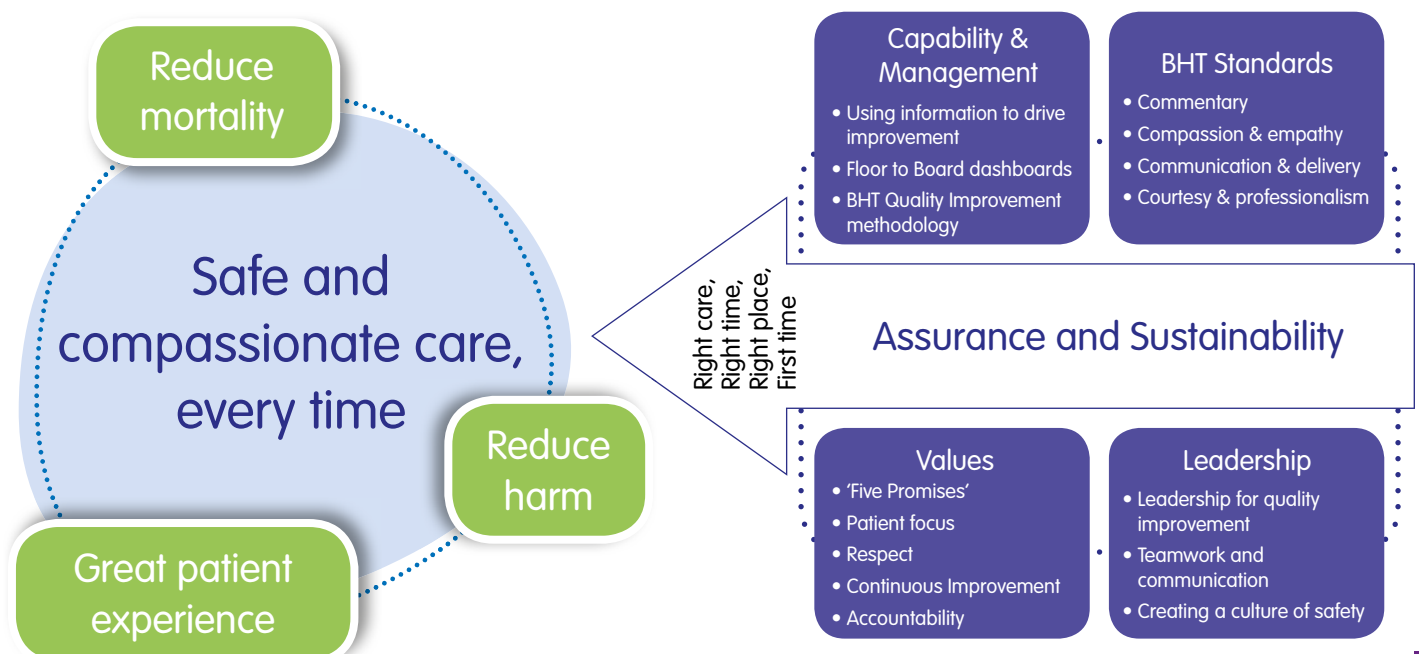 Reduce
mortality
Safe and
compassionate care,
every time
Reduce
harm
Great patient
experience
Capability &
Management
• Using information to drive
improvement
• Floor to Board dashboards
• BHT Quality Improvement
methodology
BHT Standards
• Commentary
• Compassion & empathy
• Communication & delivery
• Courtesy & professionalism
Right care,
Right time,
Right place,
First time
Assurance and Sustainability
Values
• ‘Five Promises’
• Patient focus
• Respect
• Continuous Improvement
• Accountability
Leadership
• Leadership for quality
improvement
• Teamwork and
communication
• Creating a culture of safety